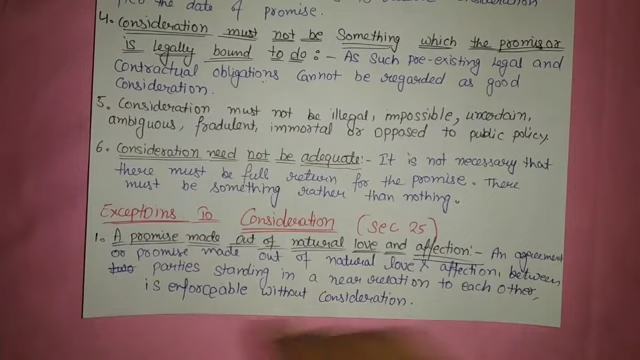 the date of promise.
4. Consideration must not be Something which the promisor
is legally bound to do :- As such pre-existing legal and
contractual obligations cannot be regarded as good
Consideration.
5. Consideration must not be illegal, impossible, uncertain,
ambiguous, fradulent, immoral or opposed to public policy.
6. Consideration need not be adequate:- It is not necessary that
there must be full return for the promise. There
must be something rather than nothing.
Exceptoins To Consideration (Sec 25)
1. A promise made out of natural love and affection:- An agreement
or promise made out of natural love & affection, between
parties standing in a near relation to each other,
is enforceable without consideration.